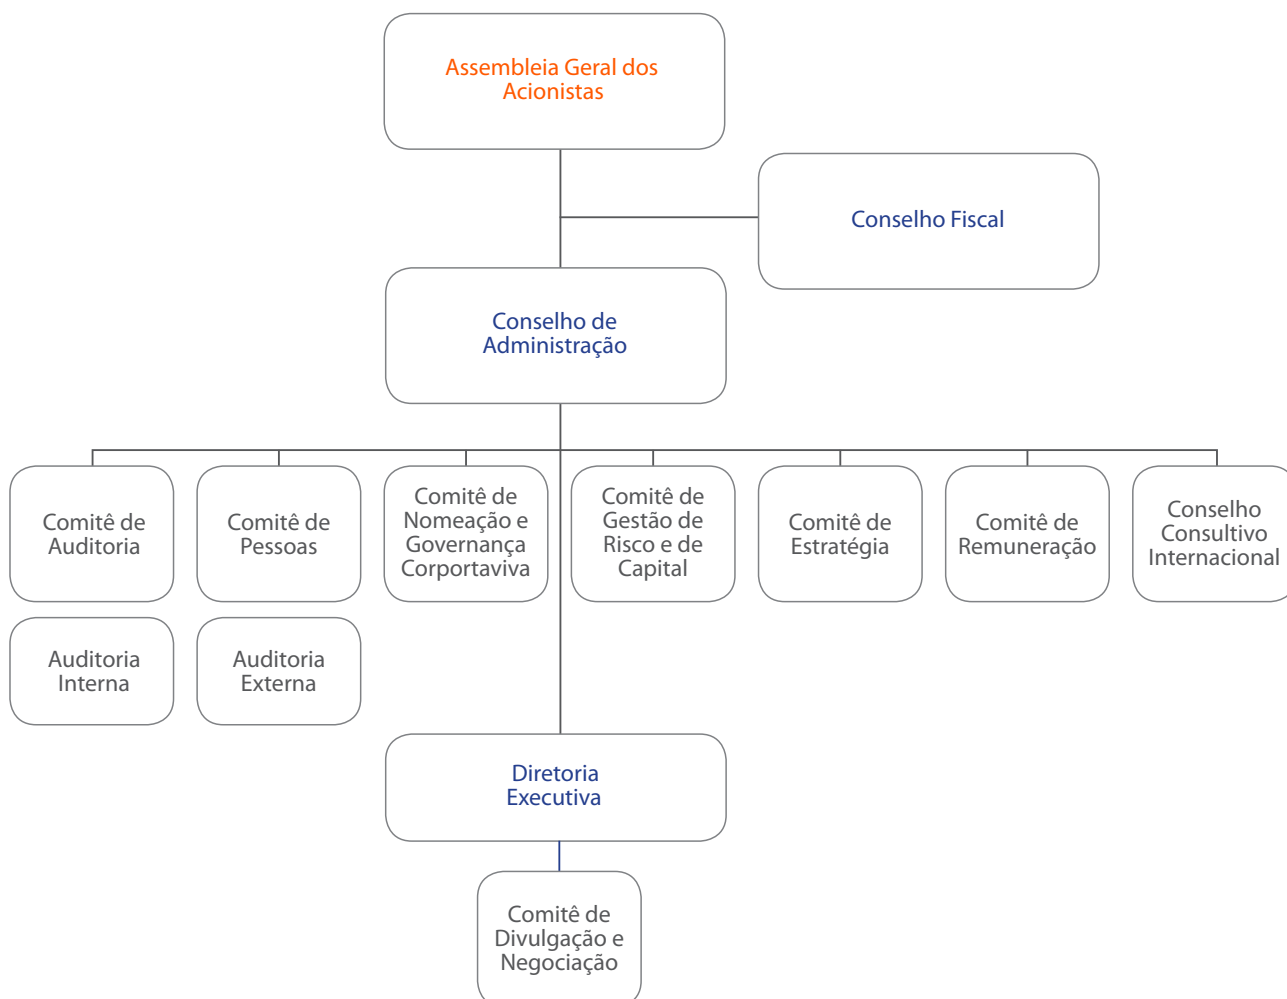 Assembleia Geral dos
Acionistas
Conselho Fiscal
Conselho de
Administração
Comitê de
Auditoria
Comitê de
Pessoas
Comitê de
Nomeação e
Governança
Corportaviva
Comitê de
Gestão de
Risco e de
Capital
Comitê de
Estratégia
Comitê de
Remuneração
Conselho
Consultivo
Internacional
Auditoria
Interna
Auditoria
Externa
Diretoria
Executiva
Comitê de
Divulgação e
Negociação